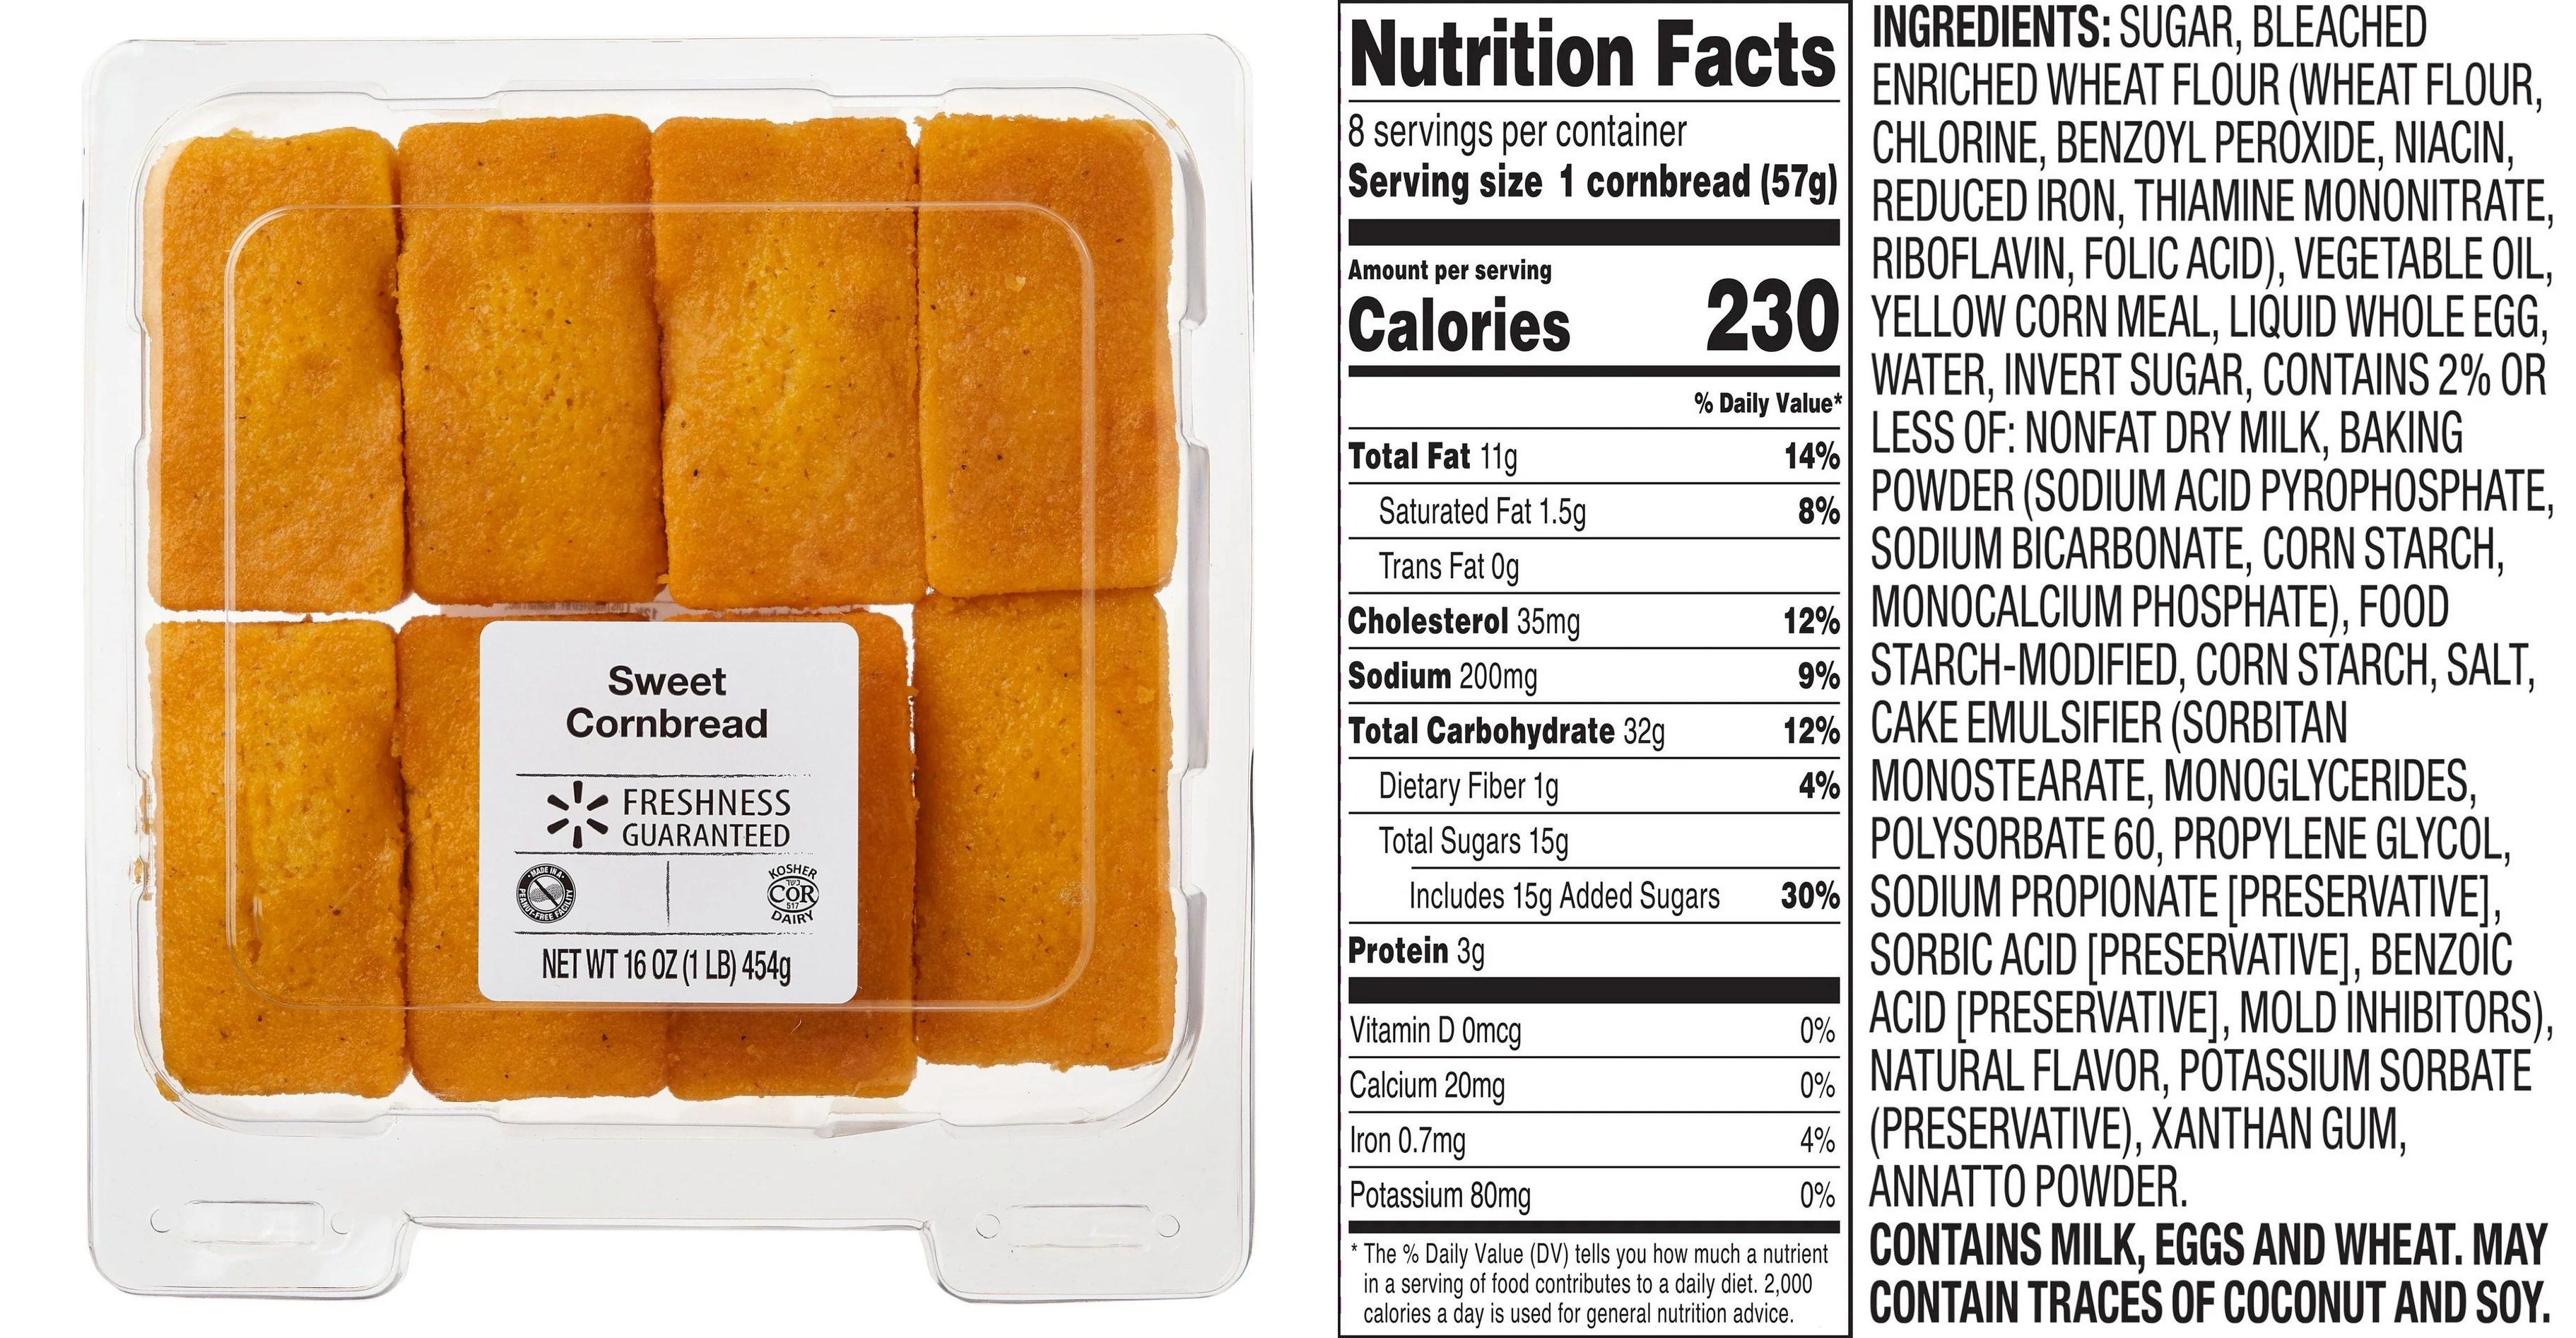 Sweet
Cornbread
FRESHNESS
GUARANTEED
MADE IN A
PEANUT-FREE FACILITY
KOSHER
COR
517
DAIRY
NET WT 16 OZ (1 LB) 454g
Nutrition Facts
8 servings per container
Serving size 1 cornbread (57g)
Amount per serving
Calories 230
% Daily Value*
Total Fat 11g 14%
Saturated Fat 1.5g 8%
Trans Fat 0g
Cholesterol 35mg 12%
Sodium 200mg 9%
Total Carbohydrate 32g 12%
Dietary Fiber 1g 4%
Total Sugars 15g
Includes 15g Added Sugars 30%
Protein 3g
Vitamin D 0mcg 0%
Calcium 20mg 0%
Iron 0.7mg 4%
Potassium 80mg 0%
* The % Daily Value (DV) tells you how much a nutrient
in a serving of food contributes to a daily diet. 2,000
calories a day is used for general nutrition advice.
INGREDIENTS: SUGAR, BLEACHED
ENRICHED WHEAT FLOUR (WHEAT FLOUR,
CHLORINE, BENZOYL PEROXIDE, NIACIN,
REDUCED IRON, THIAMINE MONONITRATE,
RIBOFLAVIN, FOLIC ACID), VEGETABLE OIL,
YELLOW CORN MEAL, LIQUID WHOLE EGG,
WATER, INVERT SUGAR, CONTAINS 2% OR
LESS OF: NONFAT DRY MILK, BAKING
POWDER (SODIUM ACID PYROPHOSPHATE,
SODIUM BICARBONATE, CORN STARCH,
MONOCALCIUM PHOSPHATE), FOOD
STARCH-MODIFIED, CORN STARCH, SALT,
CAKE EMULSIFIER (SORBITAN
MONOSTEARATE, MONOGLYCERIDES,
POLYSORBATE 60, PROPYLENE GLYCOL,
SODIUM PROPIONATE [PRESERVATIVE],
SORBIC ACID [PRESERVATIVE], BENZOIC
ACID [PRESERVATIVE], MOLD INHIBITORS),
NATURAL FLAVOR, POTASSIUM SORBATE
(PRESERVATIVE), XANTHAN GUM,
ANNATTO POWDER.
CONTAINS MILK, EGGS AND WHEAT. MAY
CONTAIN TRACES OF COCONUT AND SOY.